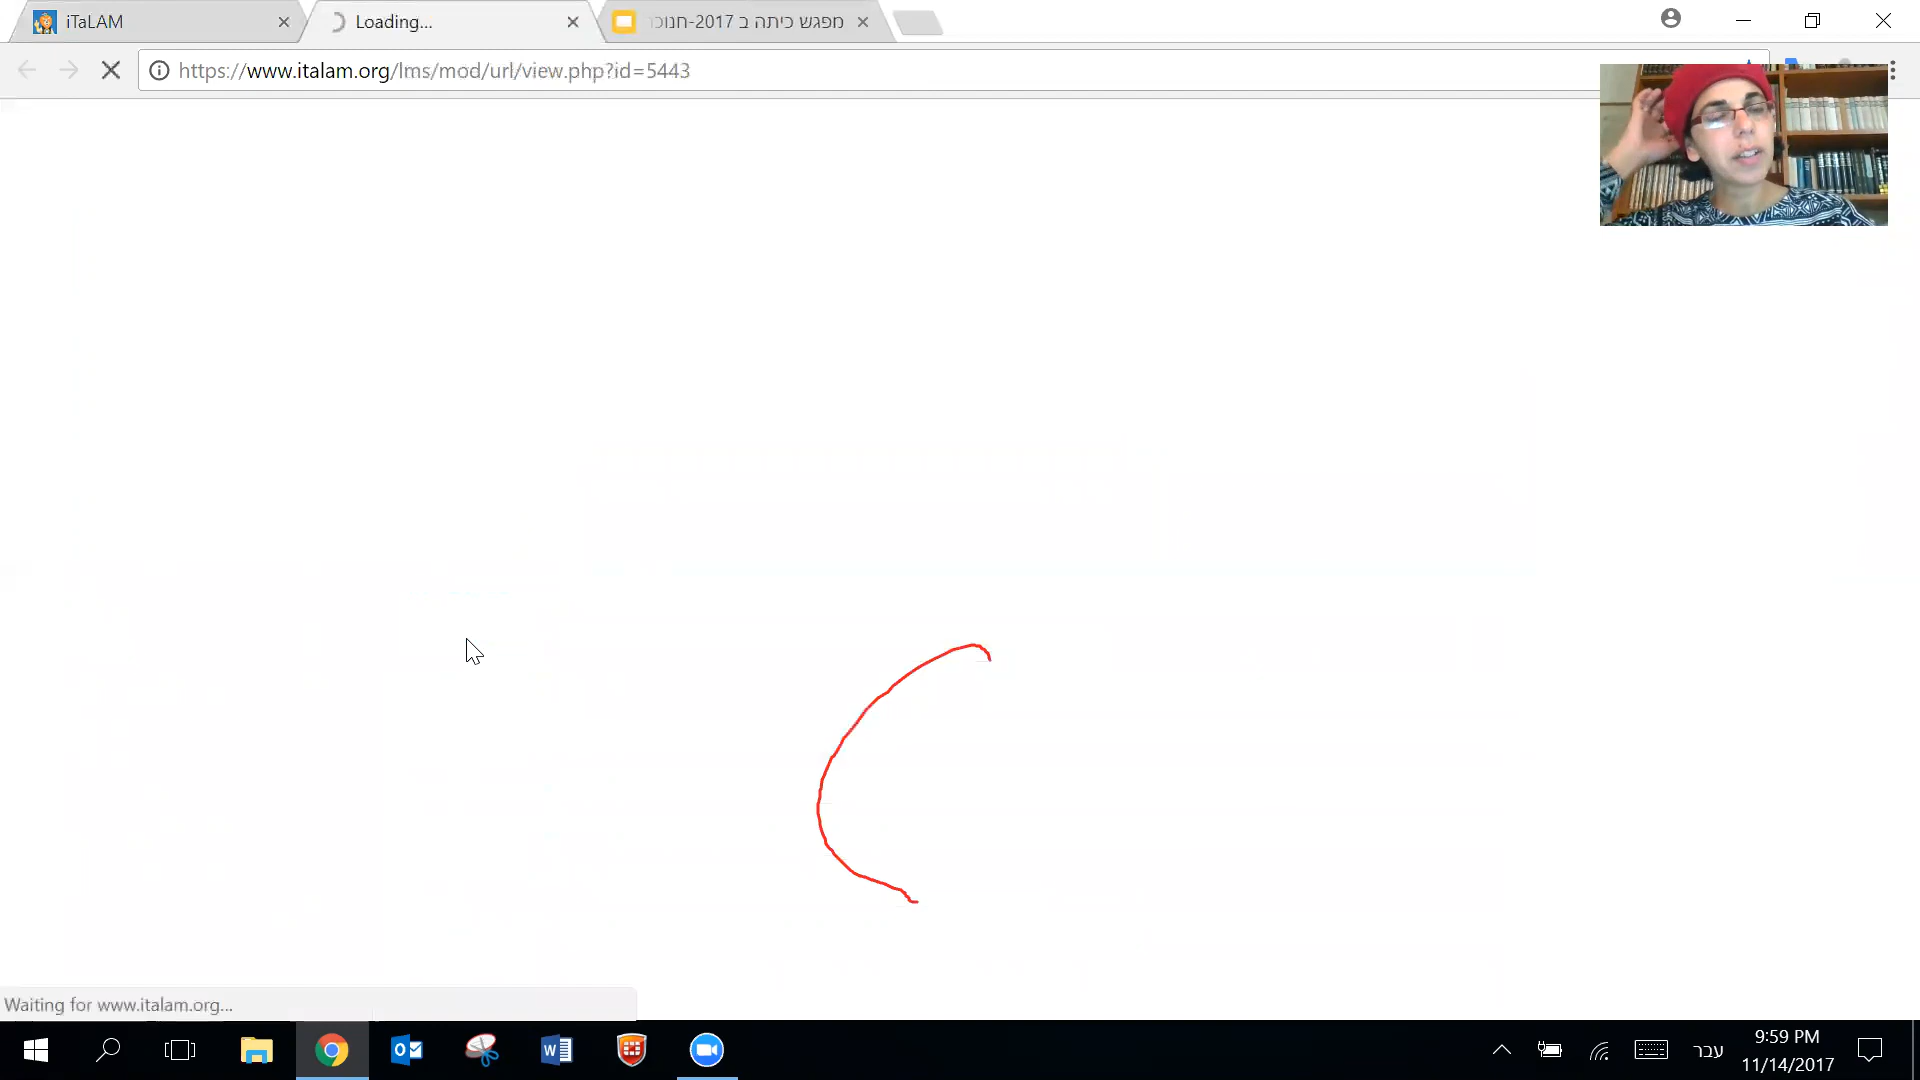 iTaLAM
Loading...
מפגש כיתה ב 2017-חנוכ
https://www.italam.org/lms/mod/url/view.php?id=5443
Waiting for www.italam.org...
עבר
9:59 PM
11/14/2017